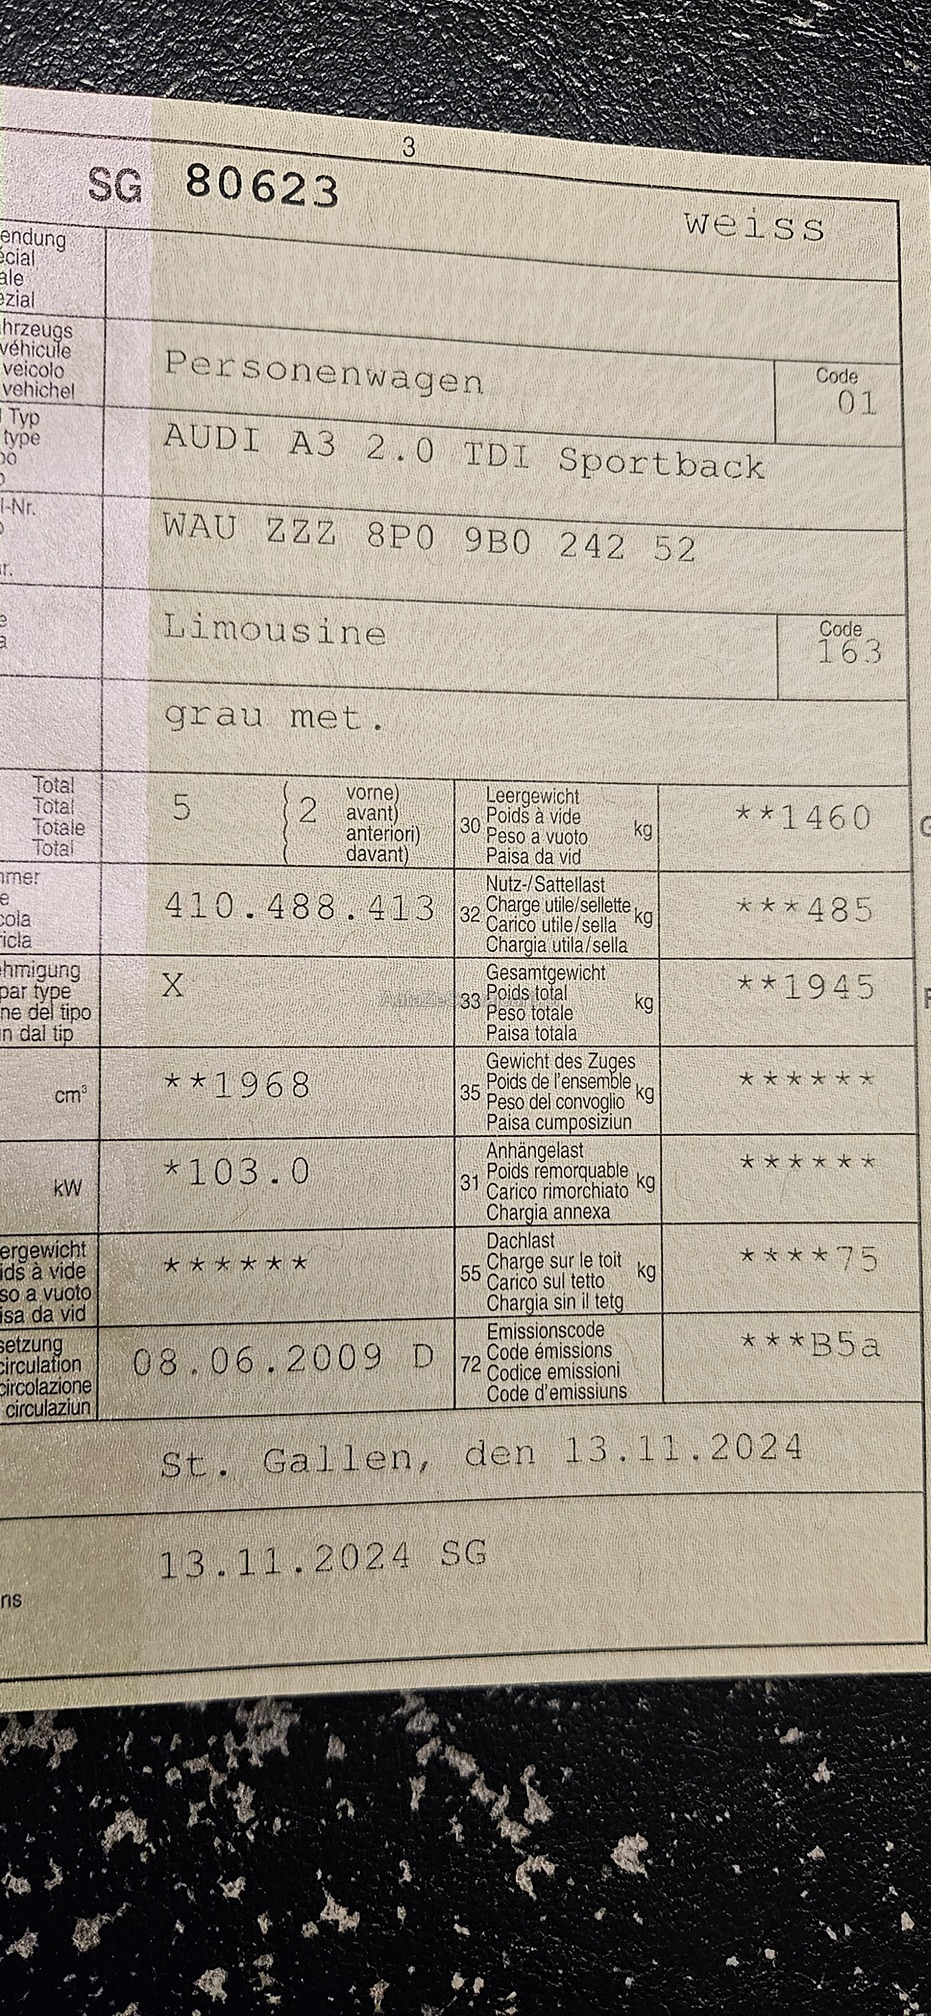 3
SG 80623 weiss
endung
écial
ale
ezial
hrzeugs
véhicule
veicolo
vehichel
Personenwagen
Code
01
Typ
type
po
o
AUDI A3 2.0 TDI Sportback
l-Nr.
WAU ZZZ 8P0 9B0 242 52
Limousine
Code
163
grau met.
Total
Total
Totale
Total
5 ( 2
vorne)
avant)
anteriori)
davant)
30
Leergewicht
Poids à vide
Peso a vuoto
Paisa da vid
kg
**1460
mmer
e
cola
ricla
410.488.413
32
Nutz-/Sattellast
Charge utile/sellette
Carico utile/sella
Chargia utila/sella
kg
***485
hmigung
par type
ne del tipo
n dal tip
X
33
Gesamtgewicht
Poids total
Peso totale
Paisa totala
kg
**1945
cm³
**1968
35
Gewicht des Zuges
Poids de l'ensemble
Peso del convoglio
Paisa cumposiziun
kg
******
kW
*103.0
31
Anhängelast
Poids remorquable
Carico rimorchiato
Chargia annexa
kg
******
ergewicht
ids à vide
so a vuoto
isa da vid
******
55
Dachlast
Charge sur le toit
Carico sul tetto
Chargia sin il tetg
kg
****75
setzung
circulation
circolazione
circulaziun
08.06.2009 D
72
Emissionscode
Code émissions
Codice emissioni
Code d'emissiuns
***B5a
St. Gallen, den 13.11.2024
13.11.2024 SG
ns